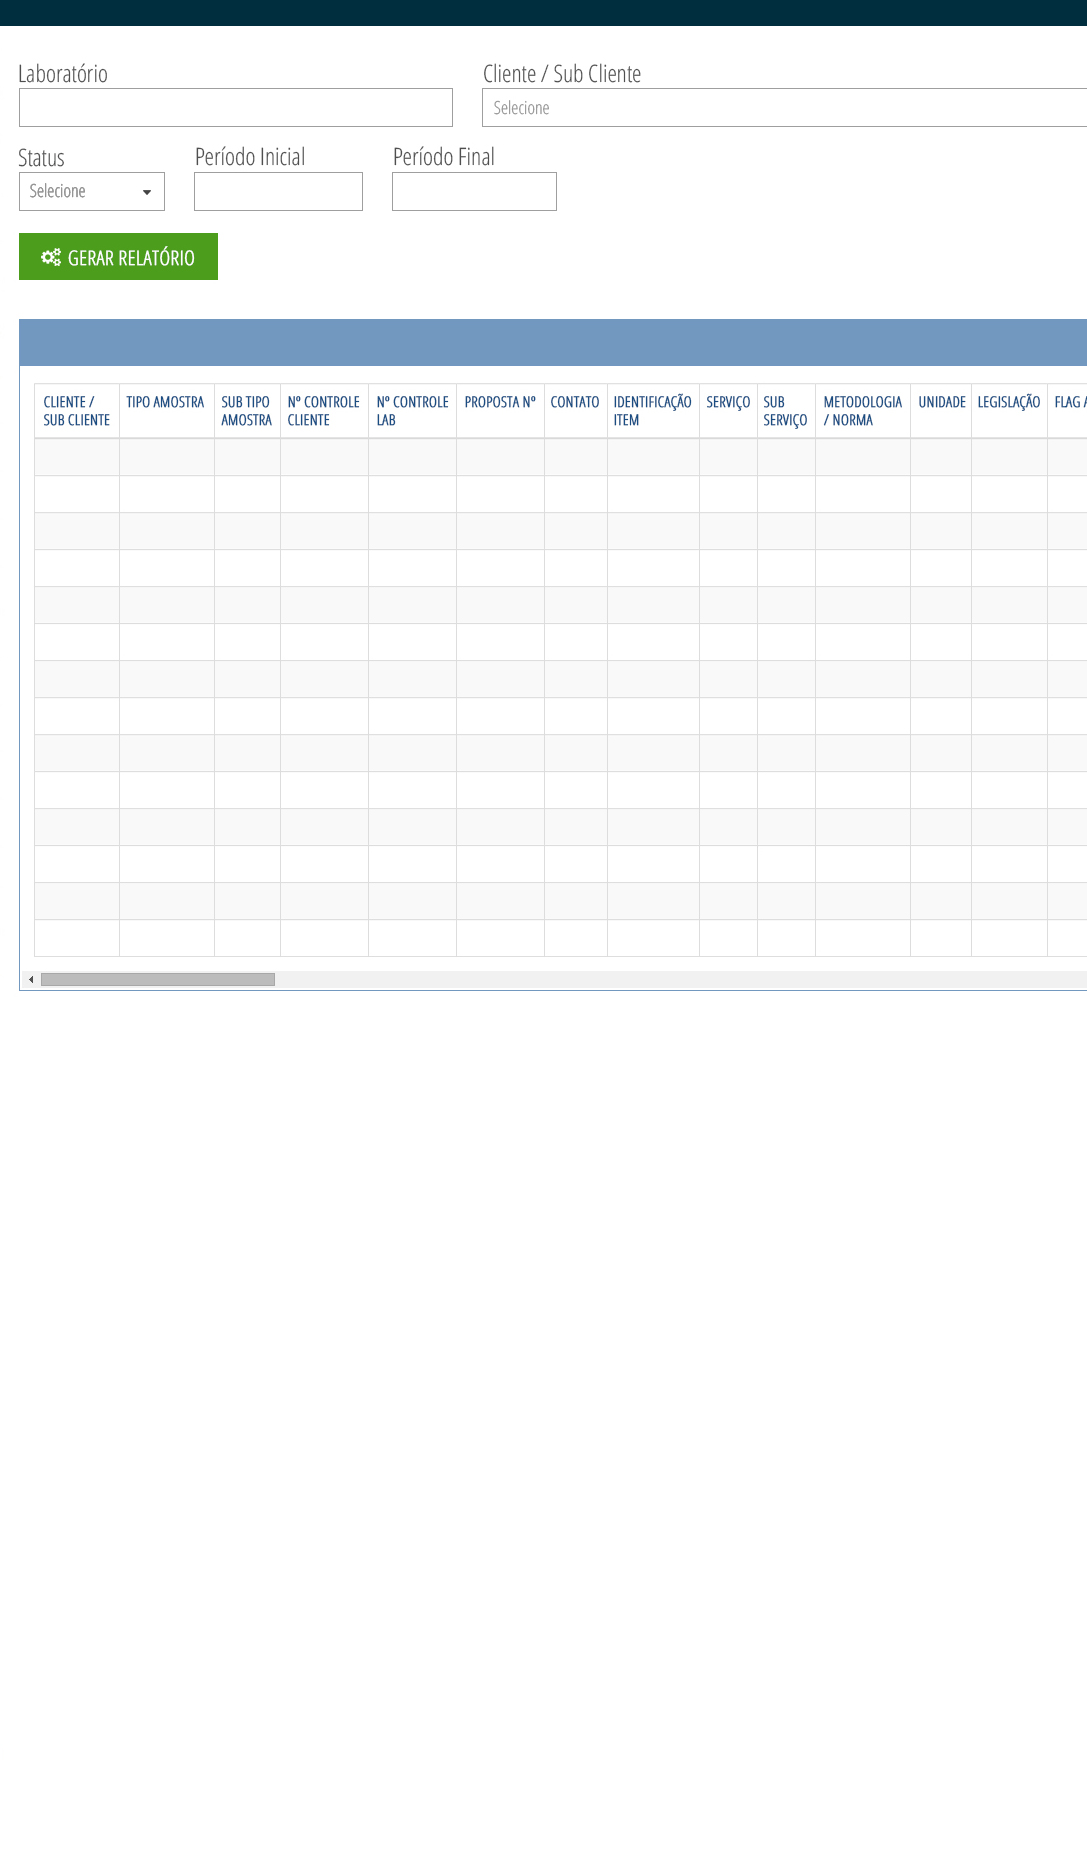 Laboratório
Cliente / Sub Cliente
Selecione
Status
Período Inicial
Período Final
Selecione
GERAR RELATÓRIO
CLIENTE /
SUB CLIENTE
TIPO AMOSTRA
SUB TIPO
AMOSTRA
Nº CONTROLE
CLIENTE
Nº CONTROLE
LAB
PROPOSTA Nº
CONTATO
IDENTIFICAÇÃO
ITEM
SERVIÇO
SUB
SERVIÇO
METODOLOGIA
/ NORMA
UNIDADE
LEGISLAÇÃO
FLAG A